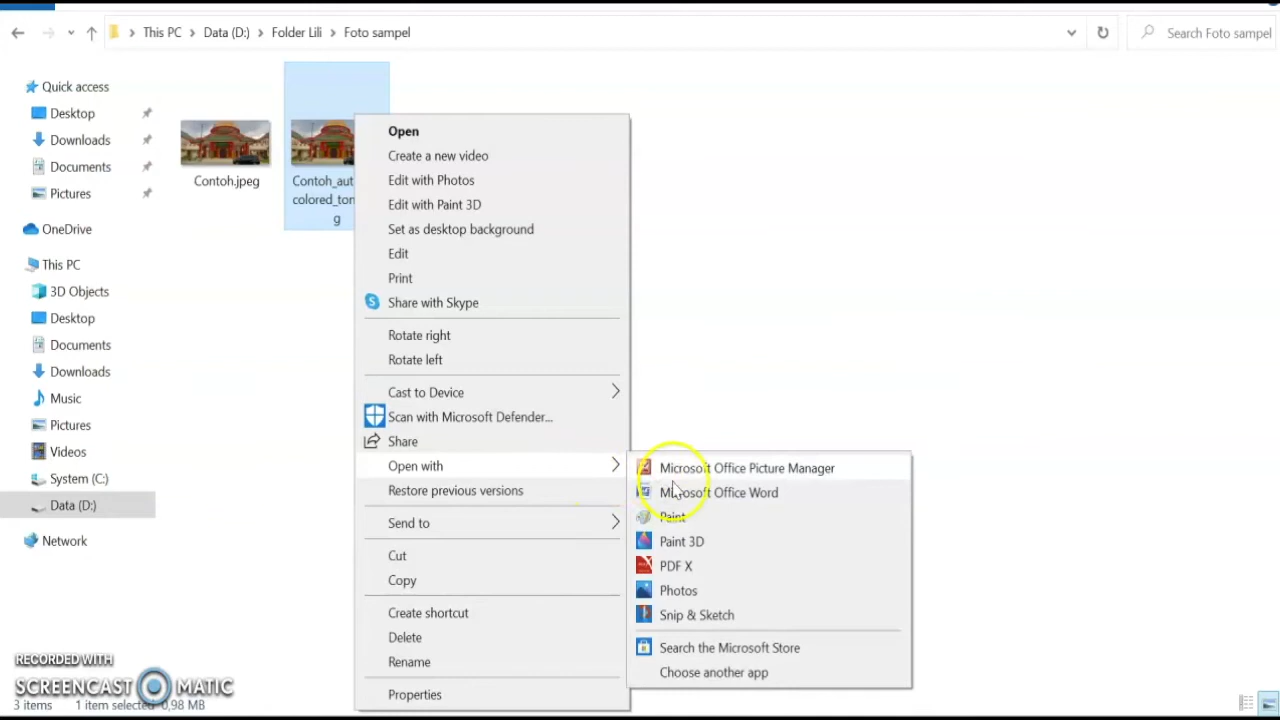 This PC > Data (D:) > Folder Lili > Foto sampel
Search Foto sampel
Quick access
Desktop
Downloads
Documents
Pictures
OneDrive
This PC
3D Objects
Desktop
Documents
Downloads
Music
Pictures
Videos
System (C:)
Data (D:)
Network
Contoh.jpeg
Contoh_aut
colored_ton
g
Open
Create a new video
Edit with Photos
Edit with Paint 3D
Set as desktop background
Edit
Print
Share with Skype
Rotate right
Rotate left
Cast to Device
Scan with Microsoft Defender...
Share
Open with
Restore previous versions
Send to
Cut
Copy
Create shortcut
Delete
Rename
Properties
Microsoft Office Picture Manager
Microsoft Office Word
Paint
Paint 3D
PDF X
Photos
Snip & Sketch
Search the Microsoft Store
Choose another app
RECORDED WITH
SCREENCAST MATIC
3 items 1 item selected 0,98 MB